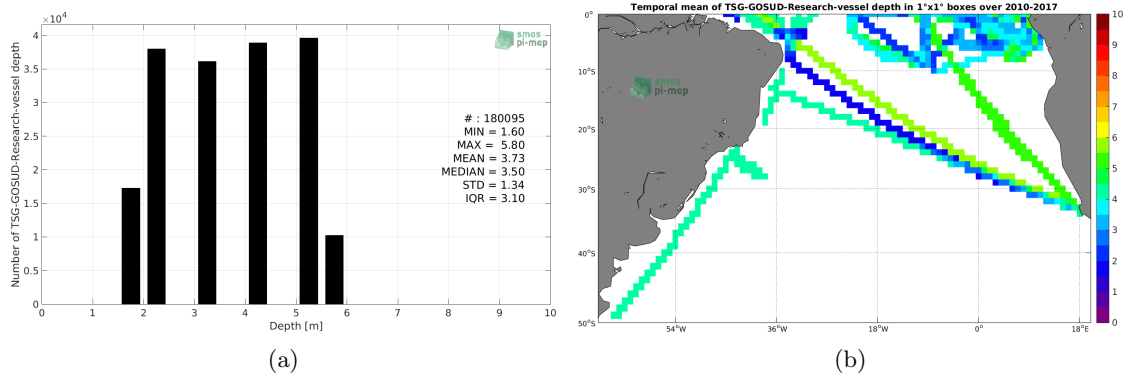 ×10⁴
4
3.5
3
2.5
2
1.5
1
0.5
0
0 1 2 3 4 5 6 7 8 9 10
Number of TSG-GOSUD-Research-vessel depth
Depth [m]
smos
pi-mep
# : 180095
MIN = 1.60
MAX = 5.80
MEAN = 3.73
MEDIAN = 3.50
STD = 1.34
IQR = 3.10
(a)
Temporal mean of TSG-GOSUD-Research-vessel depth in 1°x1° boxes over 2010-2017
0°
10°S
20°S
30°S
40°S
50°S
54°W 36°W 18°W 0° 18°E
smos
pi-mep
10
9
8
7
6
5
4
3
2
1
0
(b)